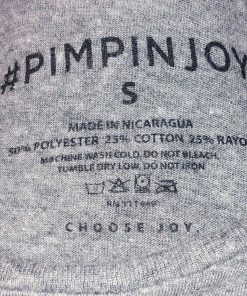 #PIMPINJOY
S
MADE IN NICARAGUA
50% POLYESTER 25% COTTON 25% RAYO
MACHINE WASH COLD. DO NOT BLEACH.
TUMBLE DRY LOW. DO NOT IRON
CHOOSE JOY.